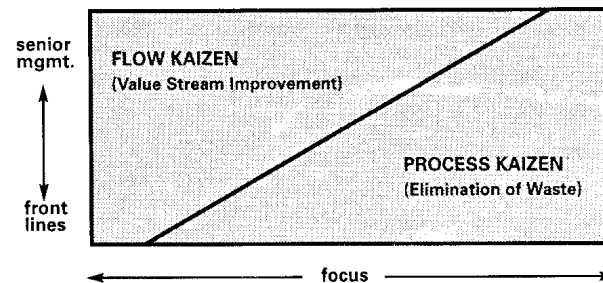 senior
mgmt.
front
lines
FLOW KAIZEN
(Value Stream Improvement)
PROCESS KAIZEN
(Elimination of Waste)
focus